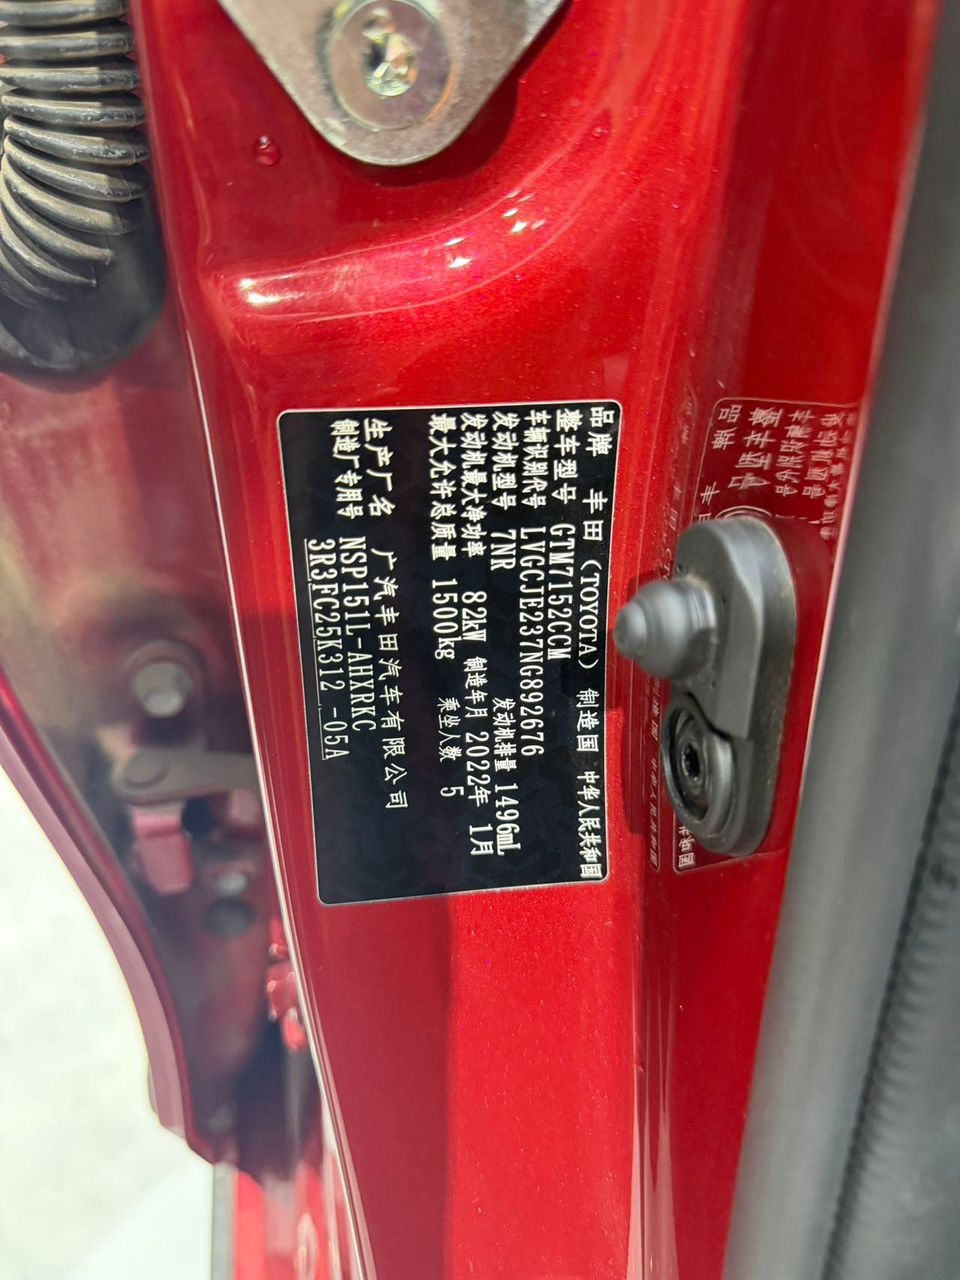 品牌 丰田（TOYOTA） 制造国 中华人民共和国
整车型号 GTM7152CCM
车辆识别代号 LVGCJE237NG892676
发动机型号 7NR 发动机排量 1496mL
发动机最大净功率 82kW 制造年月 2022年 1月
最大允许总质量 1500kg 乘坐人数 5
生产厂名 广汽丰田汽车有限公司
制造厂专用号 NSP151L-AHXRKC
3R3FC25K312 -05A